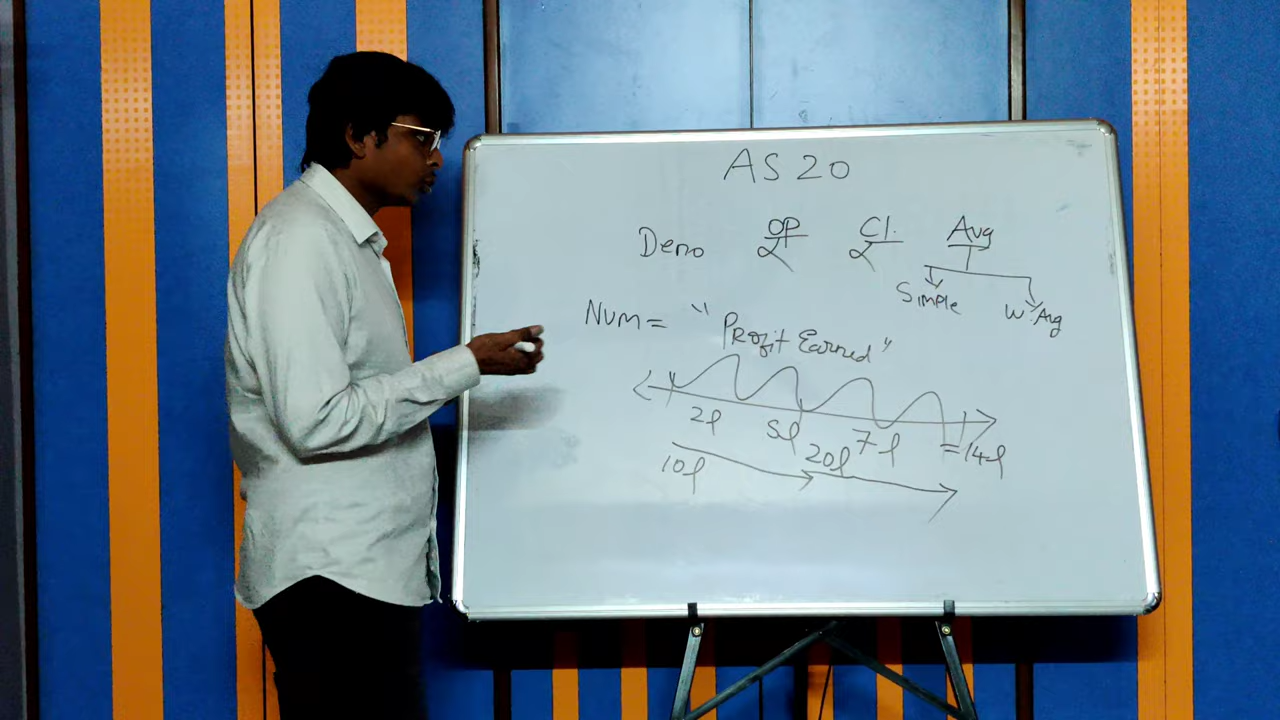 AS 20
Deno OP Cl. Avg
Simple W.Avg
Num = "Profit Earned"
2l 5l 7l =14l
10l 20l